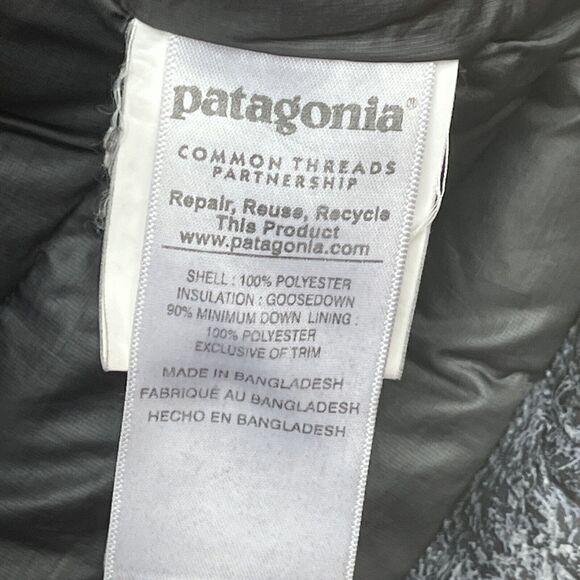 patagonia®
COMMON THREADS
PARTNERSHIP
Repair, Reuse, Recycle
This Product
www.patagonia.com
SHELL : 100% POLYESTER
INSULATION : GOOSEDOWN
90% MINIMUM DOWN LINING :
100% POLYESTER
EXCLUSIVE OF TRIM
MADE IN BANGLADESH
FABRIQUÉ AU BANGLADESH
HECHO EN BANGLADESH